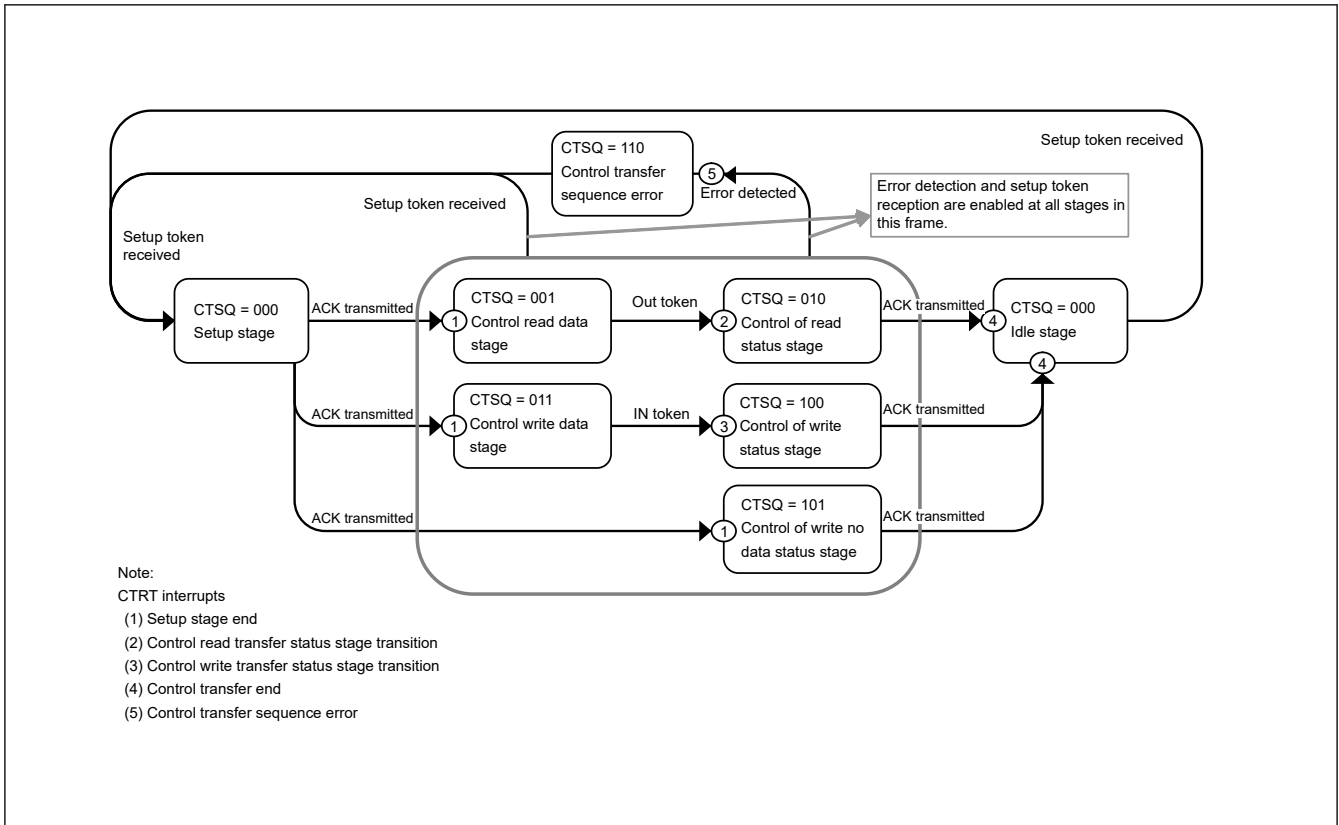 Setup token received
CTSQ = 110
Control transfer
sequence error
5
Error detected
Error detection and setup token
reception are enabled at all stages in
this frame.
Setup token received
Setup token
received
CTSQ = 000
Setup stage
ACK transmitted
1
CTSQ = 001
Control read data
stage
Out token
2
CTSQ = 010
Control of read
status stage
ACK transmitted
4
CTSQ = 000
Idle stage
4
ACK transmitted
1
CTSQ = 011
Control write data
stage
IN token
3
CTSQ = 100
Control of write
status stage
ACK transmitted
ACK transmitted
1
CTSQ = 101
Control of write no
data status stage
ACK transmitted
Note:
CTRT interrupts
(1) Setup stage end
(2) Control read transfer status stage transition
(3) Control write transfer status stage transition
(4) Control transfer end
(5) Control transfer sequence error